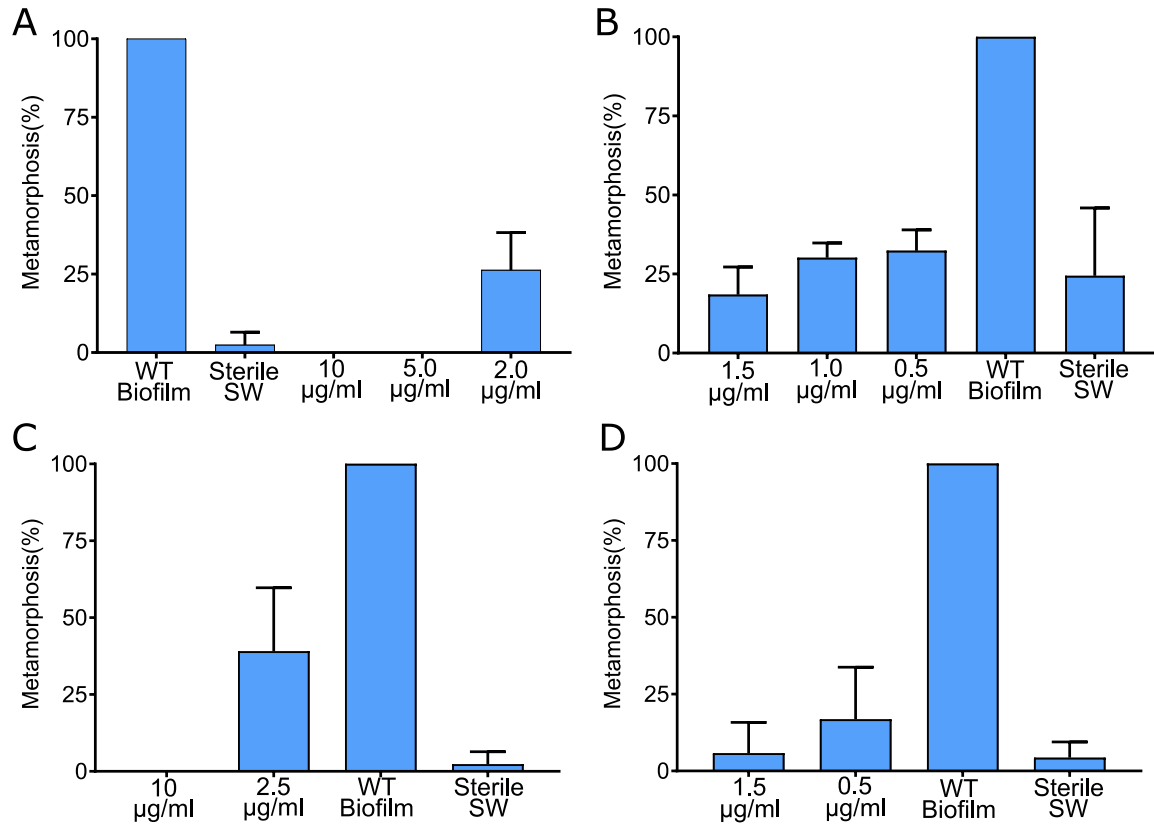 A
Metamorphosis(%)
100
75
50
25
0
WT Biofilm
Sterile SW
10 µg/ml
5.0 µg/ml
2.0 µg/ml
B
Metamorphosis(%)
100
75
50
25
0
1.5 µg/ml
1.0 µg/ml
0.5 µg/ml
WT Biofilm
Sterile SW
C
Metamorphosis(%)
100
75
50
25
0
10 µg/ml
2.5 µg/ml
WT Biofilm
Sterile SW
D
Metamorphosis(%)
100
75
50
25
0
1.5 µg/ml
0.5 µg/ml
WT Biofilm
Sterile SW